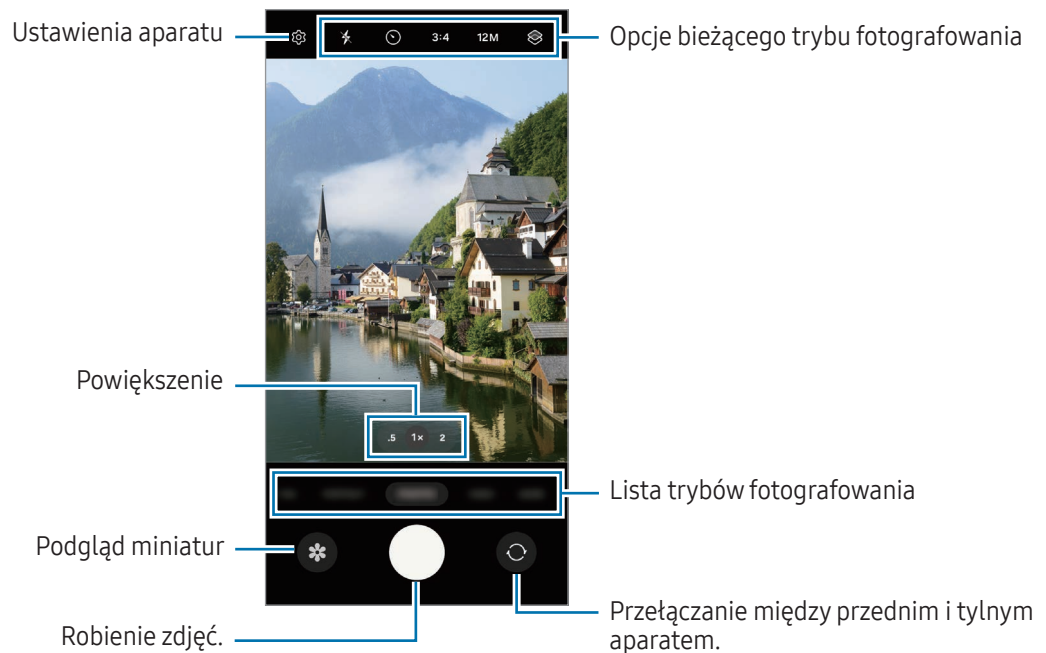 Ustawienia aparatu
3:4 12M
Opcje bieżącego trybu fotografowania
Powiększenie
.5 1× 2
Lista trybów fotografowania
Podgląd miniatur
Robienie zdjęć.
Przełączanie między przednim i tylnym
aparatem.